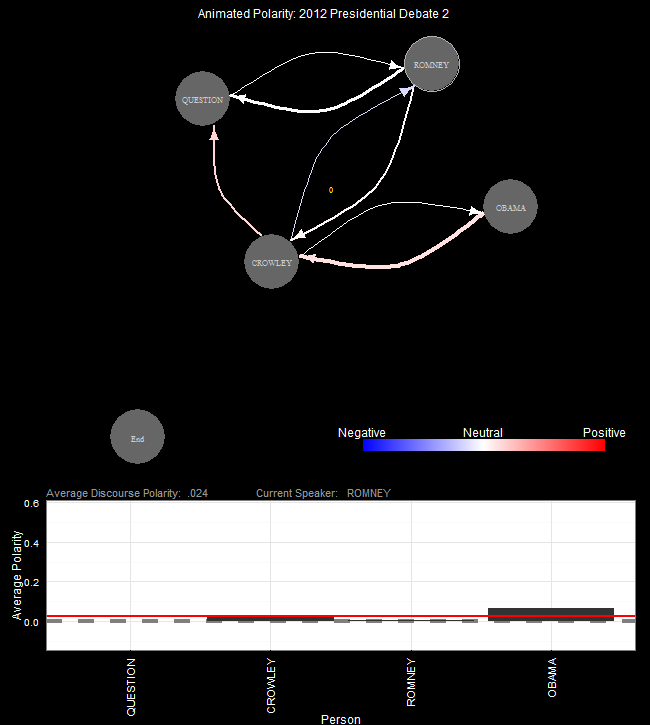 Animated Polarity: 2012 Presidential Debate 2
ROMNEY
QUESTION
0
OBAMA
CROWLEY
End
Negative Neutral Positive
Average Discourse Polarity: .024 Current Speaker: ROMNEY
Average Polarity
0.6
0.4
0.2
0.0
QUESTION
CROWLEY
ROMNEY
OBAMA
Person